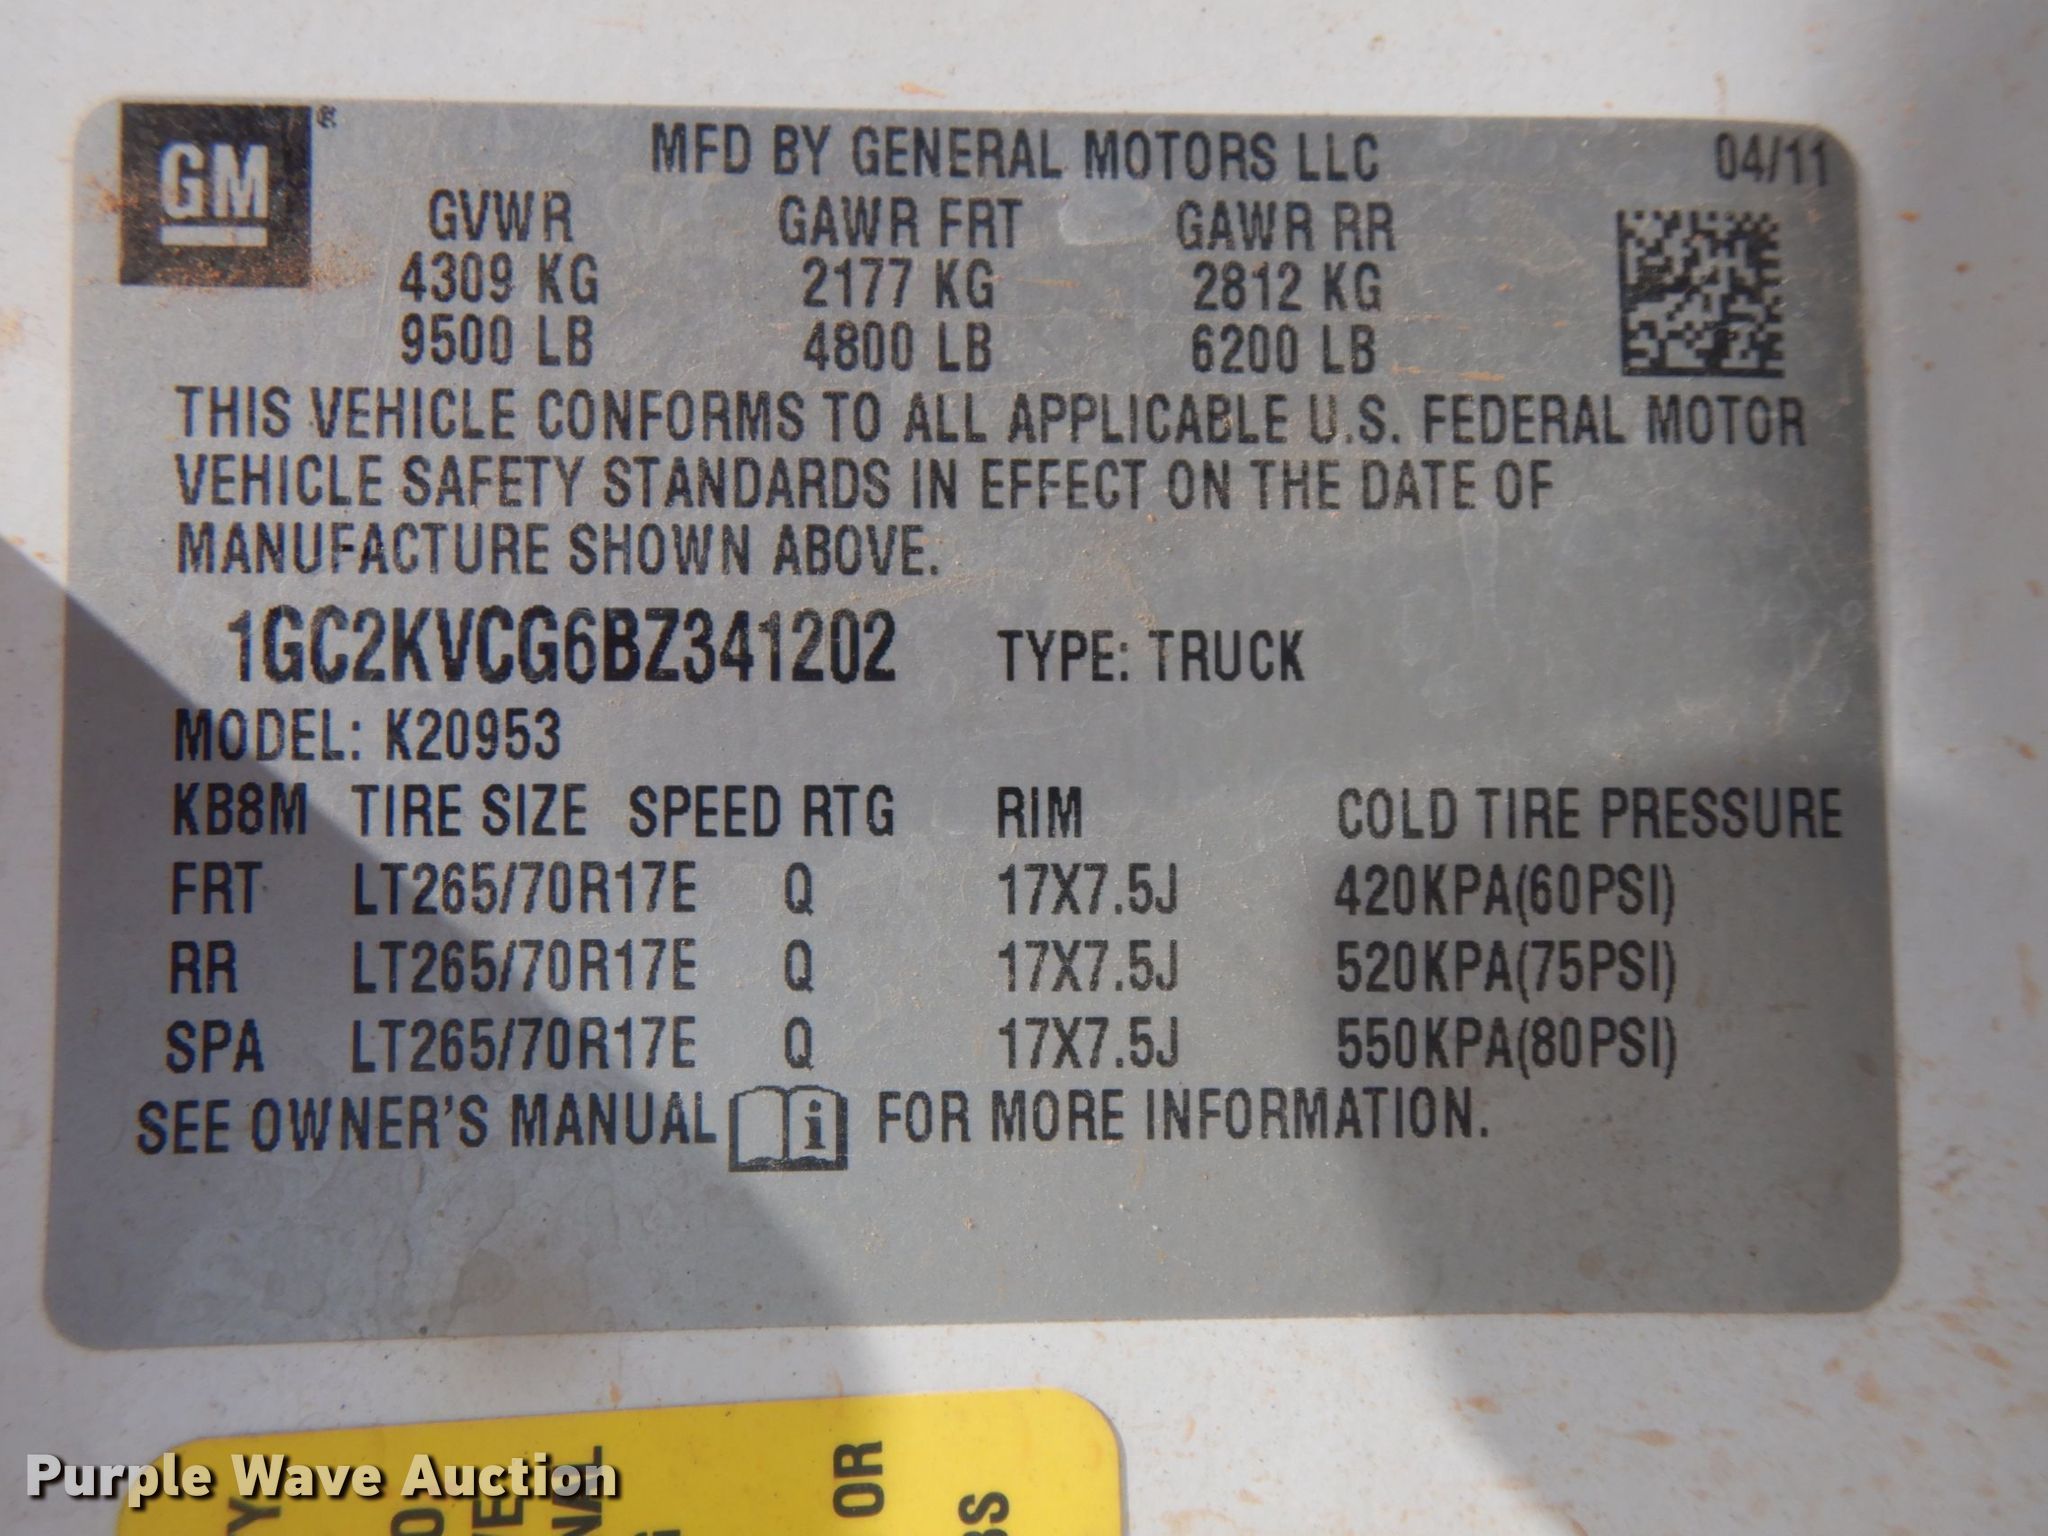 GM ®
MFD BY GENERAL MOTORS LLC 04/11
GVWR GAWR FRT GAWR RR
4309 KG 2177 KG 2812 KG
9500 LB 4800 LB 6200 LB
THIS VEHICLE CONFORMS TO ALL APPLICABLE U.S. FEDERAL MOTOR
VEHICLE SAFETY STANDARDS IN EFFECT ON THE DATE OF
MANUFACTURE SHOWN ABOVE.
1GC2KVCG6BZ341202 TYPE: TRUCK
MODEL: K20953
KB8M TIRE SIZE SPEED RTG RIM COLD TIRE PRESSURE
FRT LT265/70R17E Q 17X7.5J 420KPA(60PSI)
RR LT265/70R17E Q 17X7.5J 520KPA(75PSI)
SPA LT265/70R17E Q 17X7.5J 550KPA(80PSI)
SEE OWNER'S MANUAL i FOR MORE INFORMATION.
OR
Purple Wave Auction